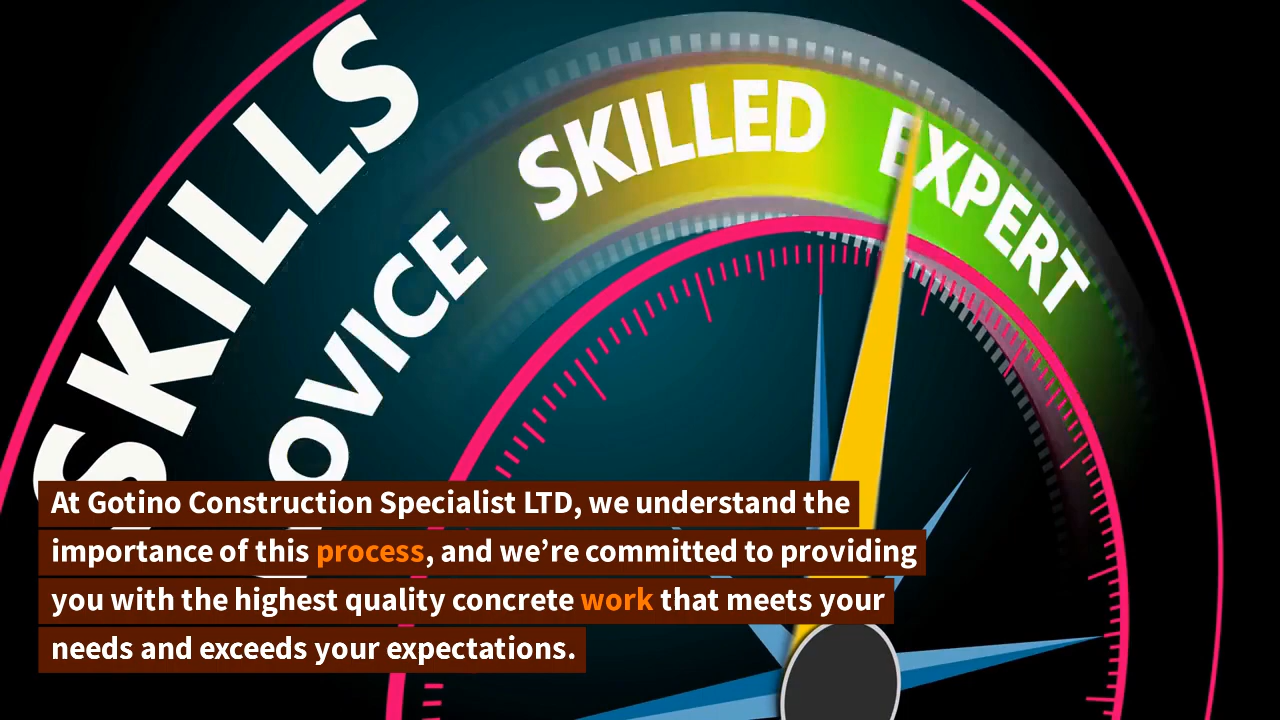 SKILLS
OVICE
SKILLED
EXPERT
At Gotino Construction Specialist LTD, we understand the
importance of this process, and we’re committed to providing
you with the highest quality concrete work that meets your
needs and exceeds your expectations.